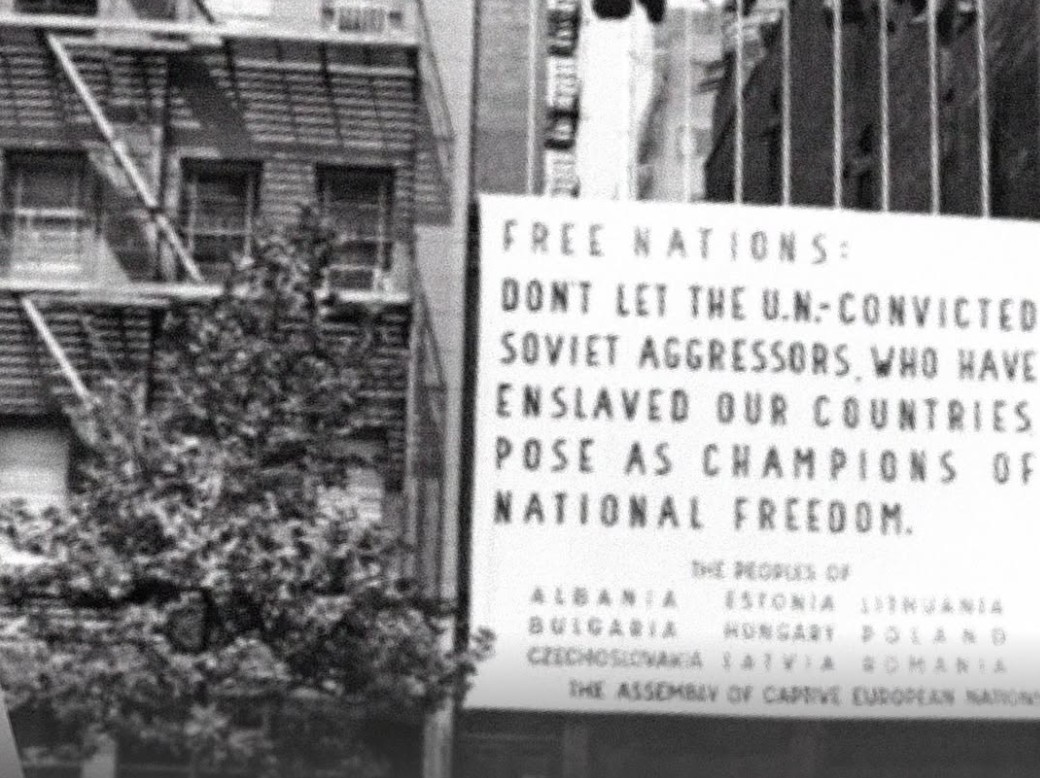 FREE NATIONS:
DONT LET THE U.N.-CONVICTED
SOVIET AGGRESSORS, WHO HAVE
ENSLAVED OUR COUNTRIES
POSE AS CHAMPIONS OF
NATIONAL FREEDOM.
THE PEOPLES OF
ALBANIA ESTONIA LITHUANIA
BULGARIA HUNGARY POLAND
CZECHOSLOVAKIA LATVIA ROMANIA
THE ASSEMBLY OF CAPTIVE EUROPEAN NATIONS